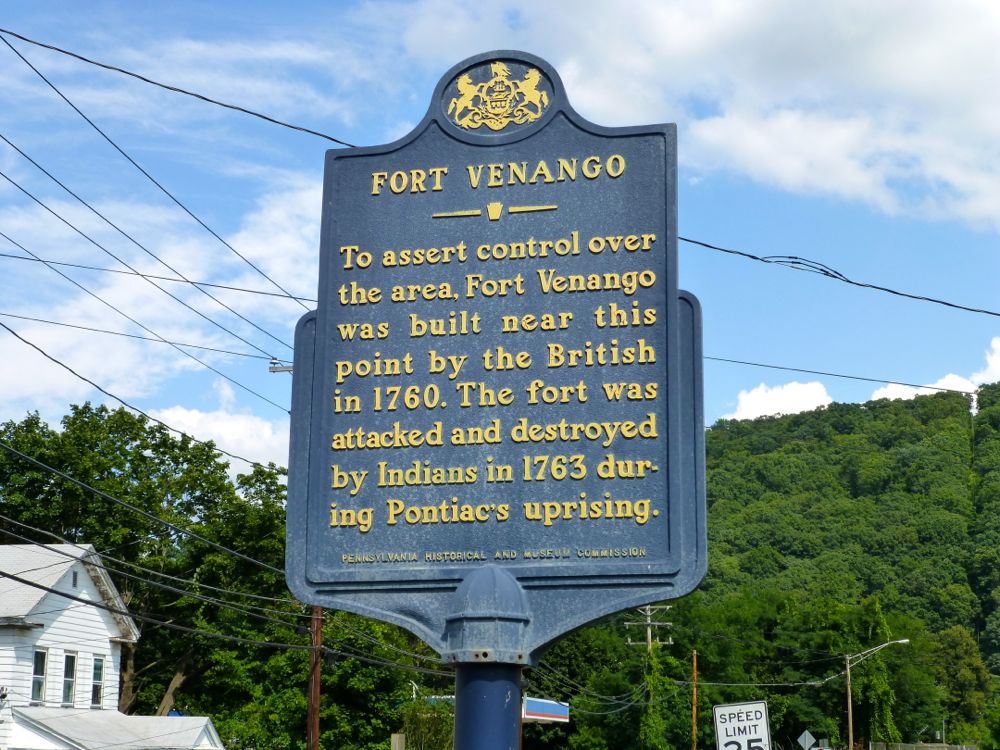 FORT VENANGO
To assert control over
the area, Fort Venango
was built near this
point by the British
in 1760. The fort was
attacked and destroyed
by Indians in 1763 dur-
ing Pontiac's uprising.
PENNSYLVANIA HISTORICAL AND MUSEUM COMMISSION
SPEED
LIMIT
25